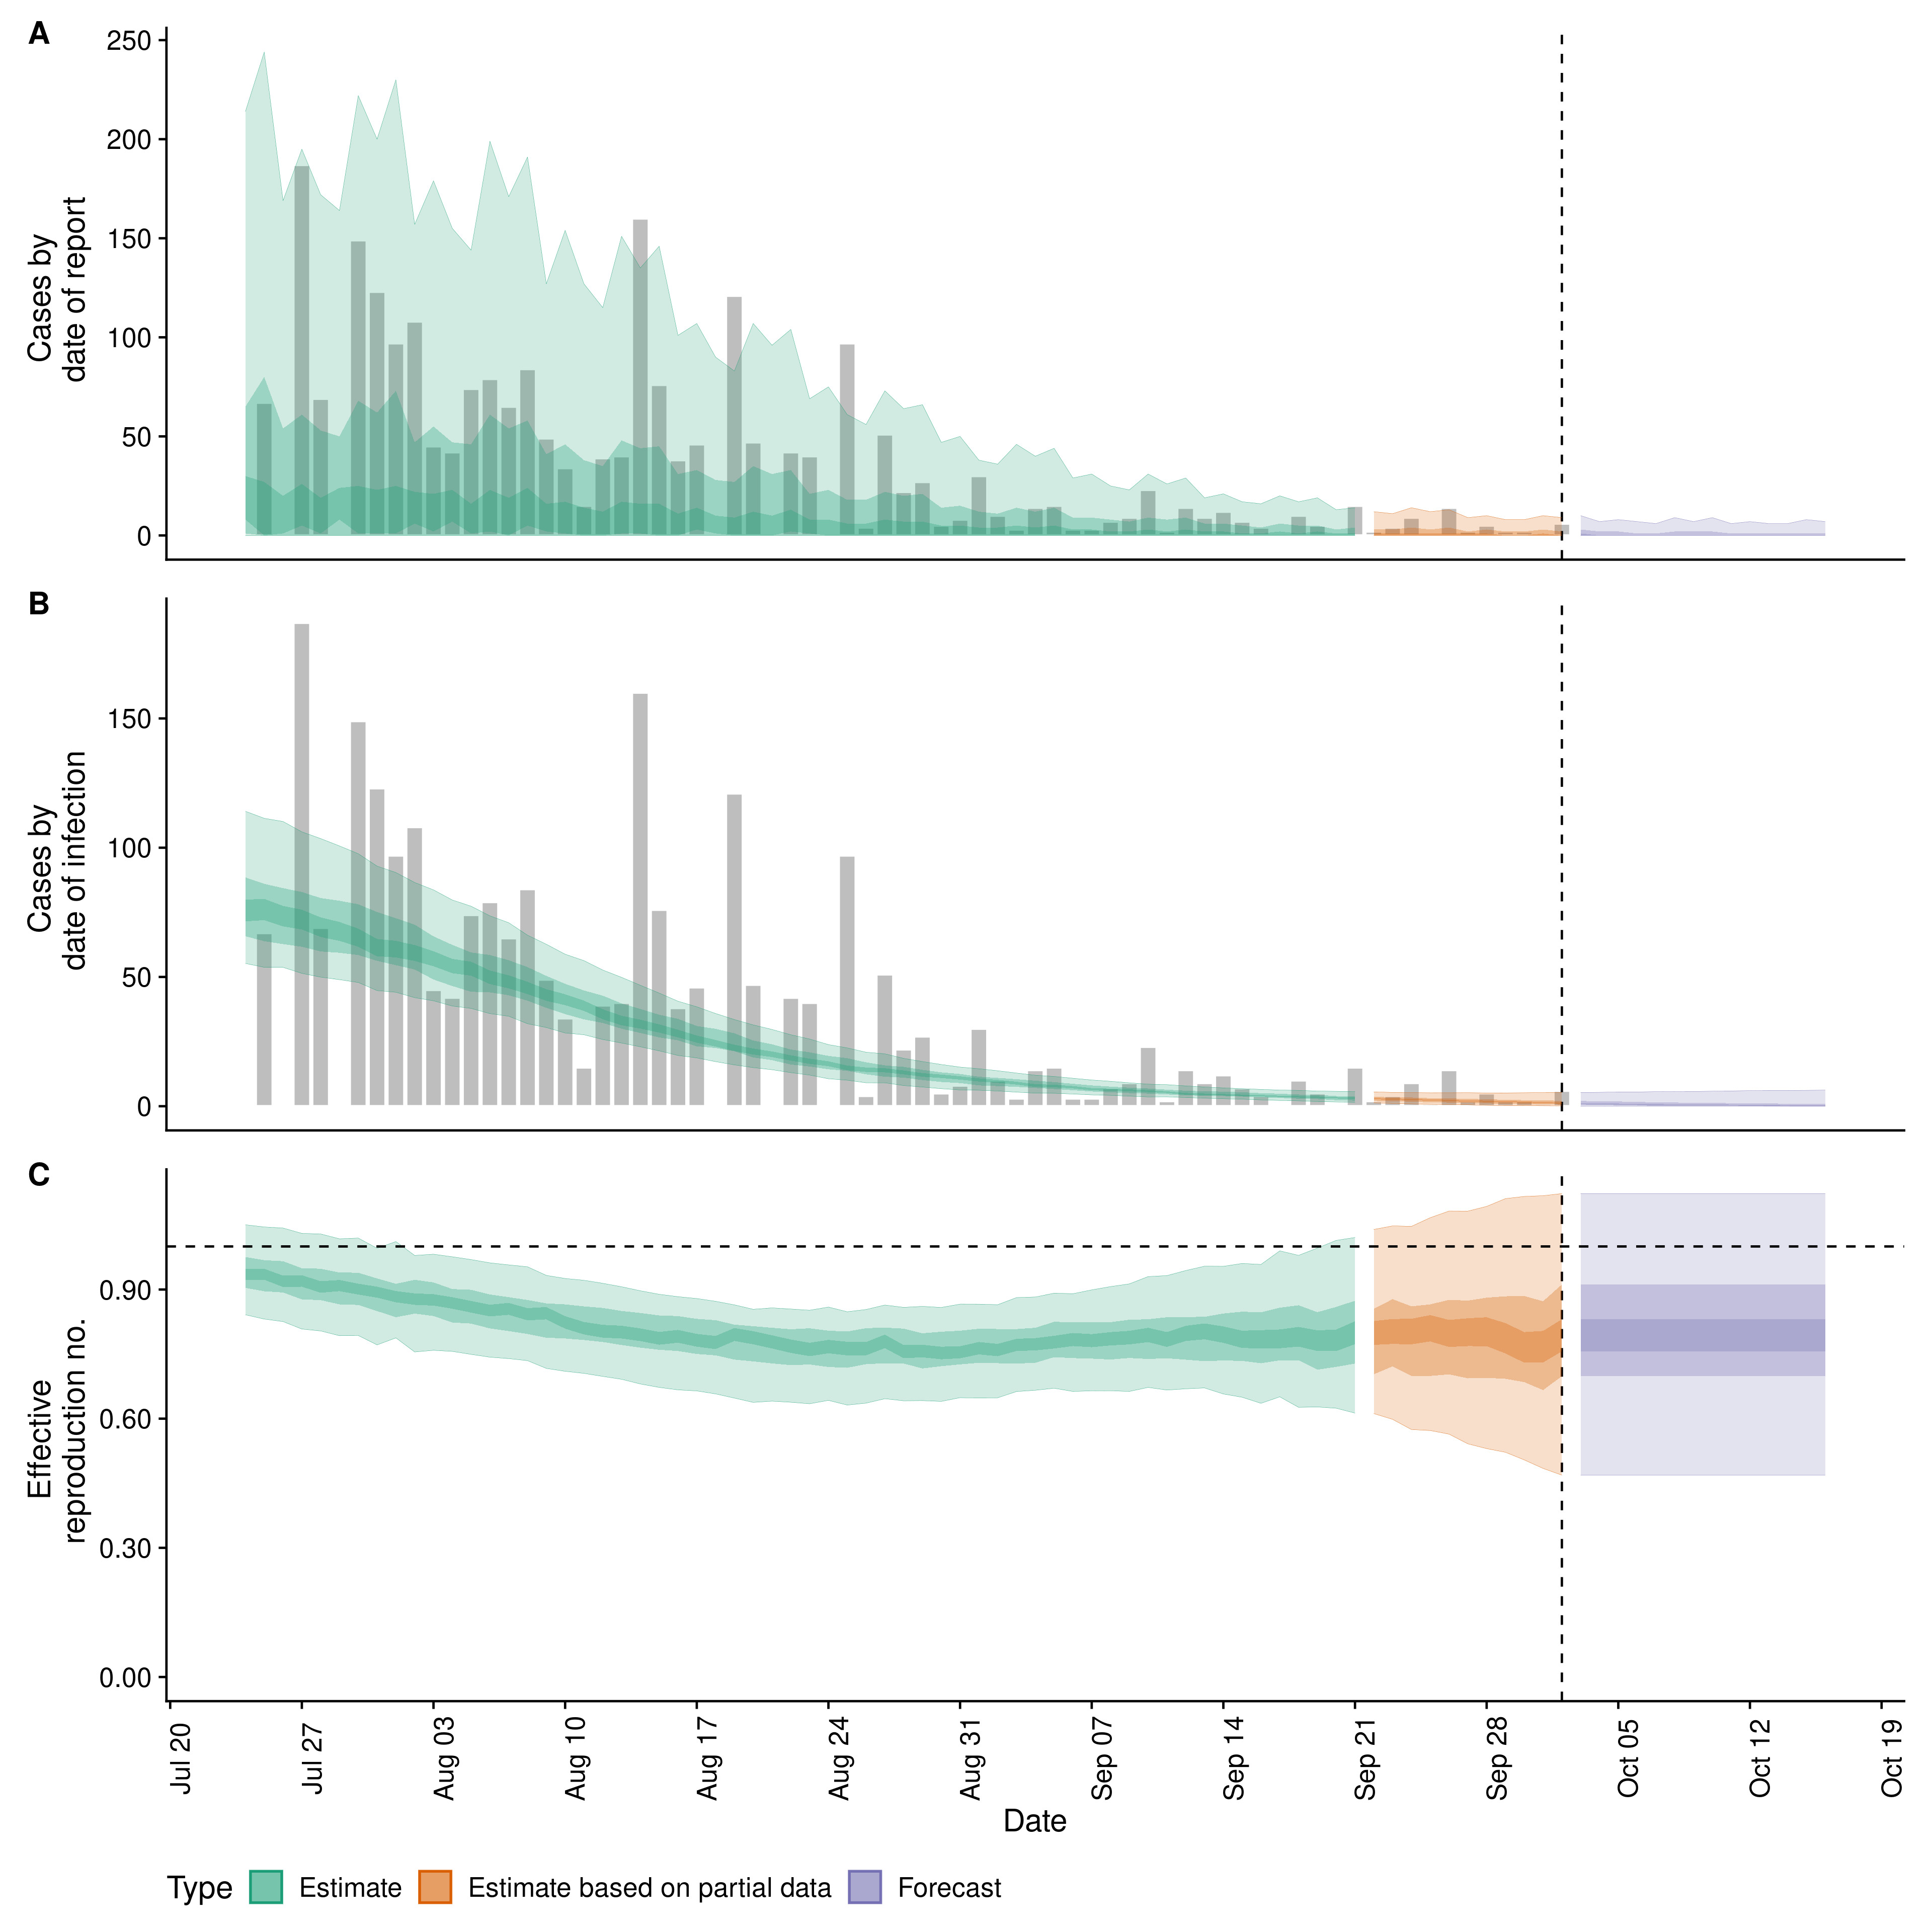 A
Cases by
date of report
250
200
150
100
50
0
B
Cases by
date of infection
150
100
50
0
C
Effective
reproduction no.
0.90
0.60
0.30
0.00
Jul 20
Jul 27
Aug 03
Aug 10
Aug 17
Aug 24
Aug 31
Sep 07
Sep 14
Sep 21
Sep 28
Oct 05
Oct 12
Oct 19
Date
Type Estimate Estimate based on partial data Forecast